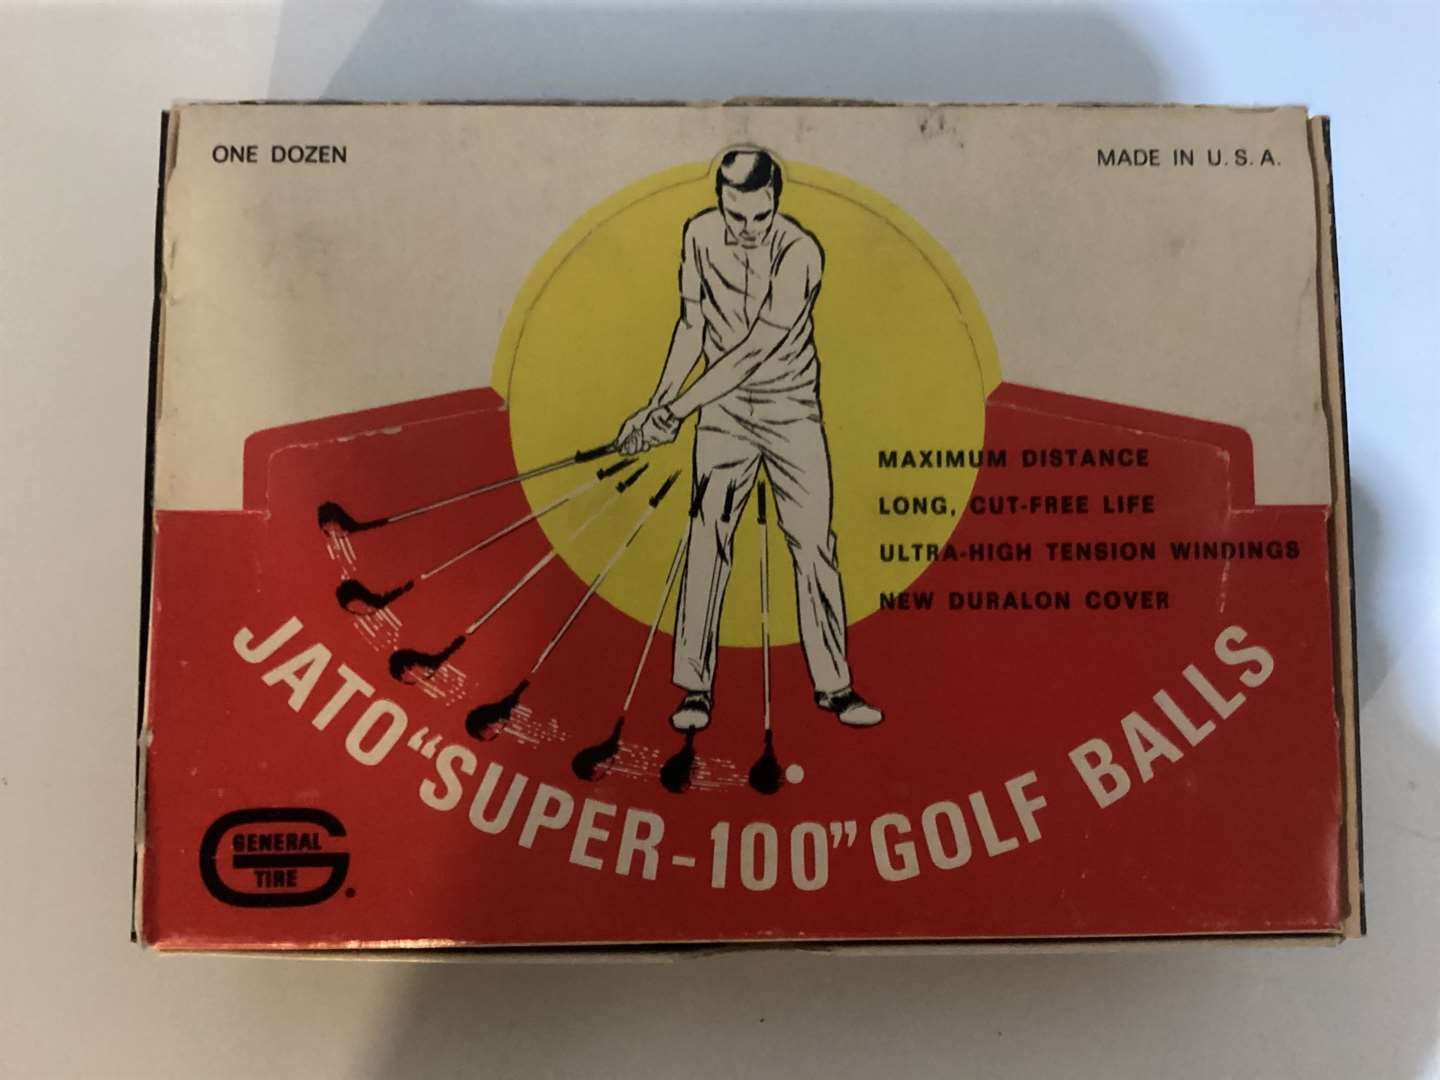 ONE DOZEN
MADE IN U.S.A.
MAXIMUM DISTANCE
LONG, CUT-FREE LIFE
ULTRA-HIGH TENSION WINDINGS
NEW DURALON COVER
JATO “SUPER-100” GOLF BALLS
GENERAL
TIRE
®